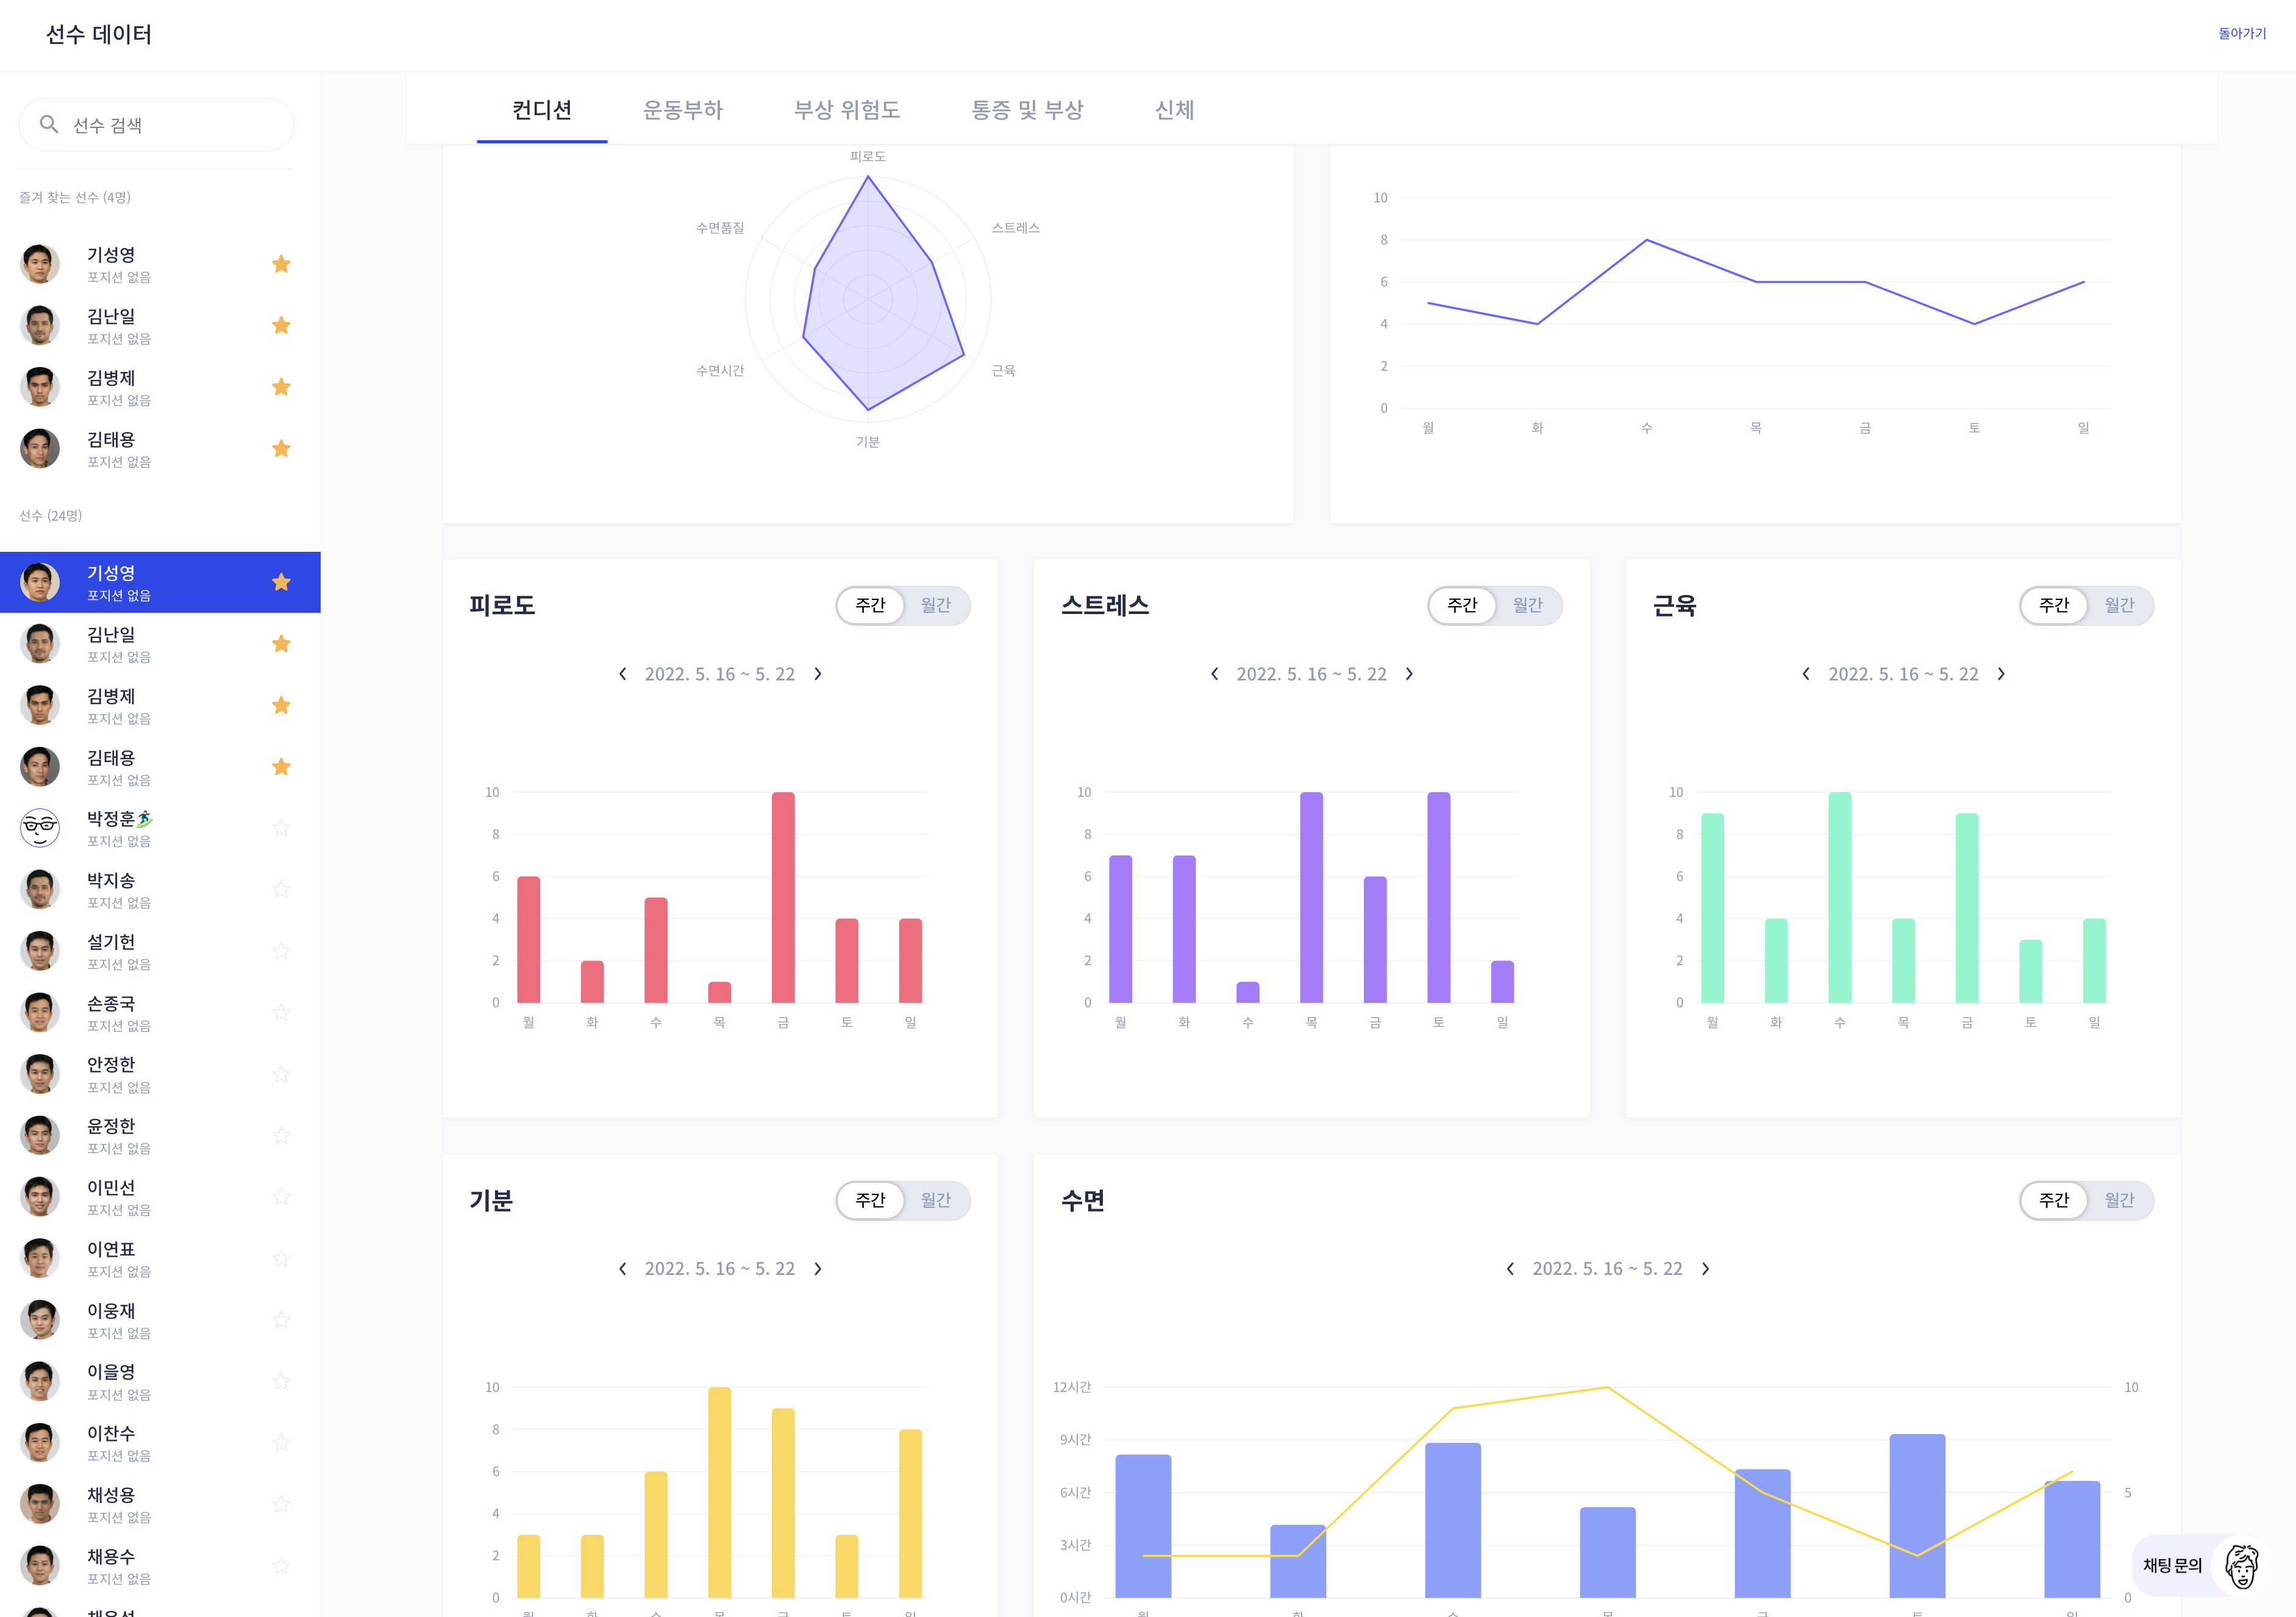 선수 데이터
돌아가기
선수 검색
즐겨 찾는 선수 (4명)
기성영
포지션 없음
김난일
포지션 없음
김병제
포지션 없음
김태용
포지션 없음
선수 (24명)
기성영
포지션 없음
김난일
포지션 없음
김병제
포지션 없음
김태용
포지션 없음
박정훈🏄
포지션 없음
박지송
포지션 없음
설기헌
포지션 없음
손종국
포지션 없음
안정한
포지션 없음
윤정한
포지션 없음
이민선
포지션 없음
이연표
포지션 없음
이웅재
포지션 없음
이을영
포지션 없음
이찬수
포지션 없음
채성용
포지션 없음
채용수
포지션 없음
컨디션 운동부하 부상 위험도 통증 및 부상 신체
피로도
수면품질 스트레스
수면시간 근육
기분
10
8
6
4
2
0
월 화 수 목 금 토 일
피로도 주간 월간
2022. 5. 16 ~ 5. 22
10
8
6
4
2
0
월 화 수 목 금 토 일
스트레스 주간 월간
2022. 5. 16 ~ 5. 22
10
8
6
4
2
0
월 화 수 목 금 토 일
근육 주간 월간
2022. 5. 16 ~ 5. 22
10
8
6
4
2
0
월 화 수 목 금 토 일
기분 주간 월간
2022. 5. 16 ~ 5. 22
10
8
6
4
2
0
수면 주간 월간
2022. 5. 16 ~ 5. 22
12시간 10
9시간
6시간 5
3시간
0시간 0
채팅 문의